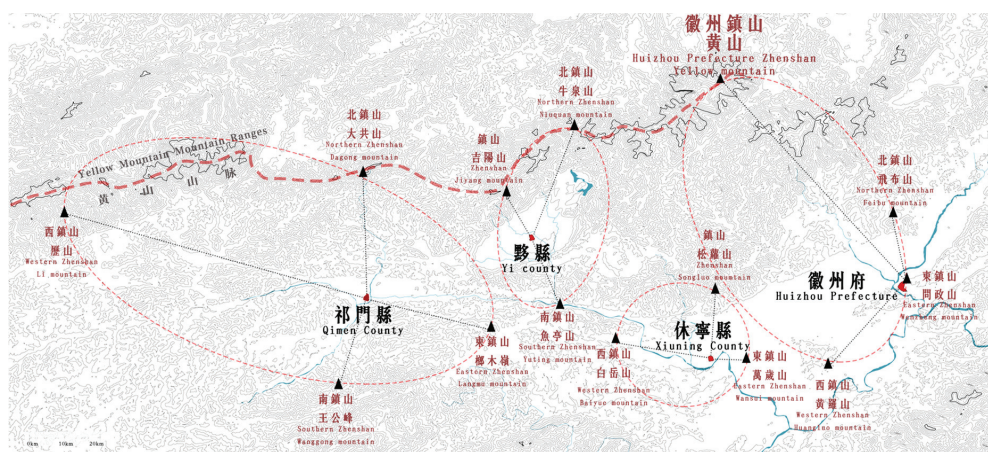 徽州鎮山
黄山
Huizhou Prefecture Zhenshan
Yellow mountain
北鎮山
牛泉山
Northern Zhenshan
Niuquan mountain
北鎮山
大共山
Northern Zhenshan
Dagong mountain
鎮山
吉陽山
Zhenshan
Jiyang mountain
北鎮山
飛布山
Northern Zhenshan
Feibu mountain
Yellow Mountain Mountain Ranges
黃山山脉
西鎮山
歷山
Western Zhenshan
LI mountain
黟縣
Yi county
鎮山
松蘿山
Zhenshan
Songluo mountain
徽州府
Huizhou Prefecture
東鎮山
問政山
Eastern Zhenshan
祁門縣
Qimen County
東鎮山
榔木嶺
Eastern Zhenshan
Langmu mountain
南鎮山
魚亭山
Southern Zhenshan
Yuting mountain
休寧縣
Xiuning County
西鎮山
白岳山
Western Zhenshan
Baiyue mountain
東鎮山
萬歲山
Eastern Zhenshan
Wansui mountain
西鎮山
黄羅山
Western Zhenshan
Huangluo mountain
南鎮山
王公峰
Southern Zhenshan
Wanggong mountain
0km 10km 20km